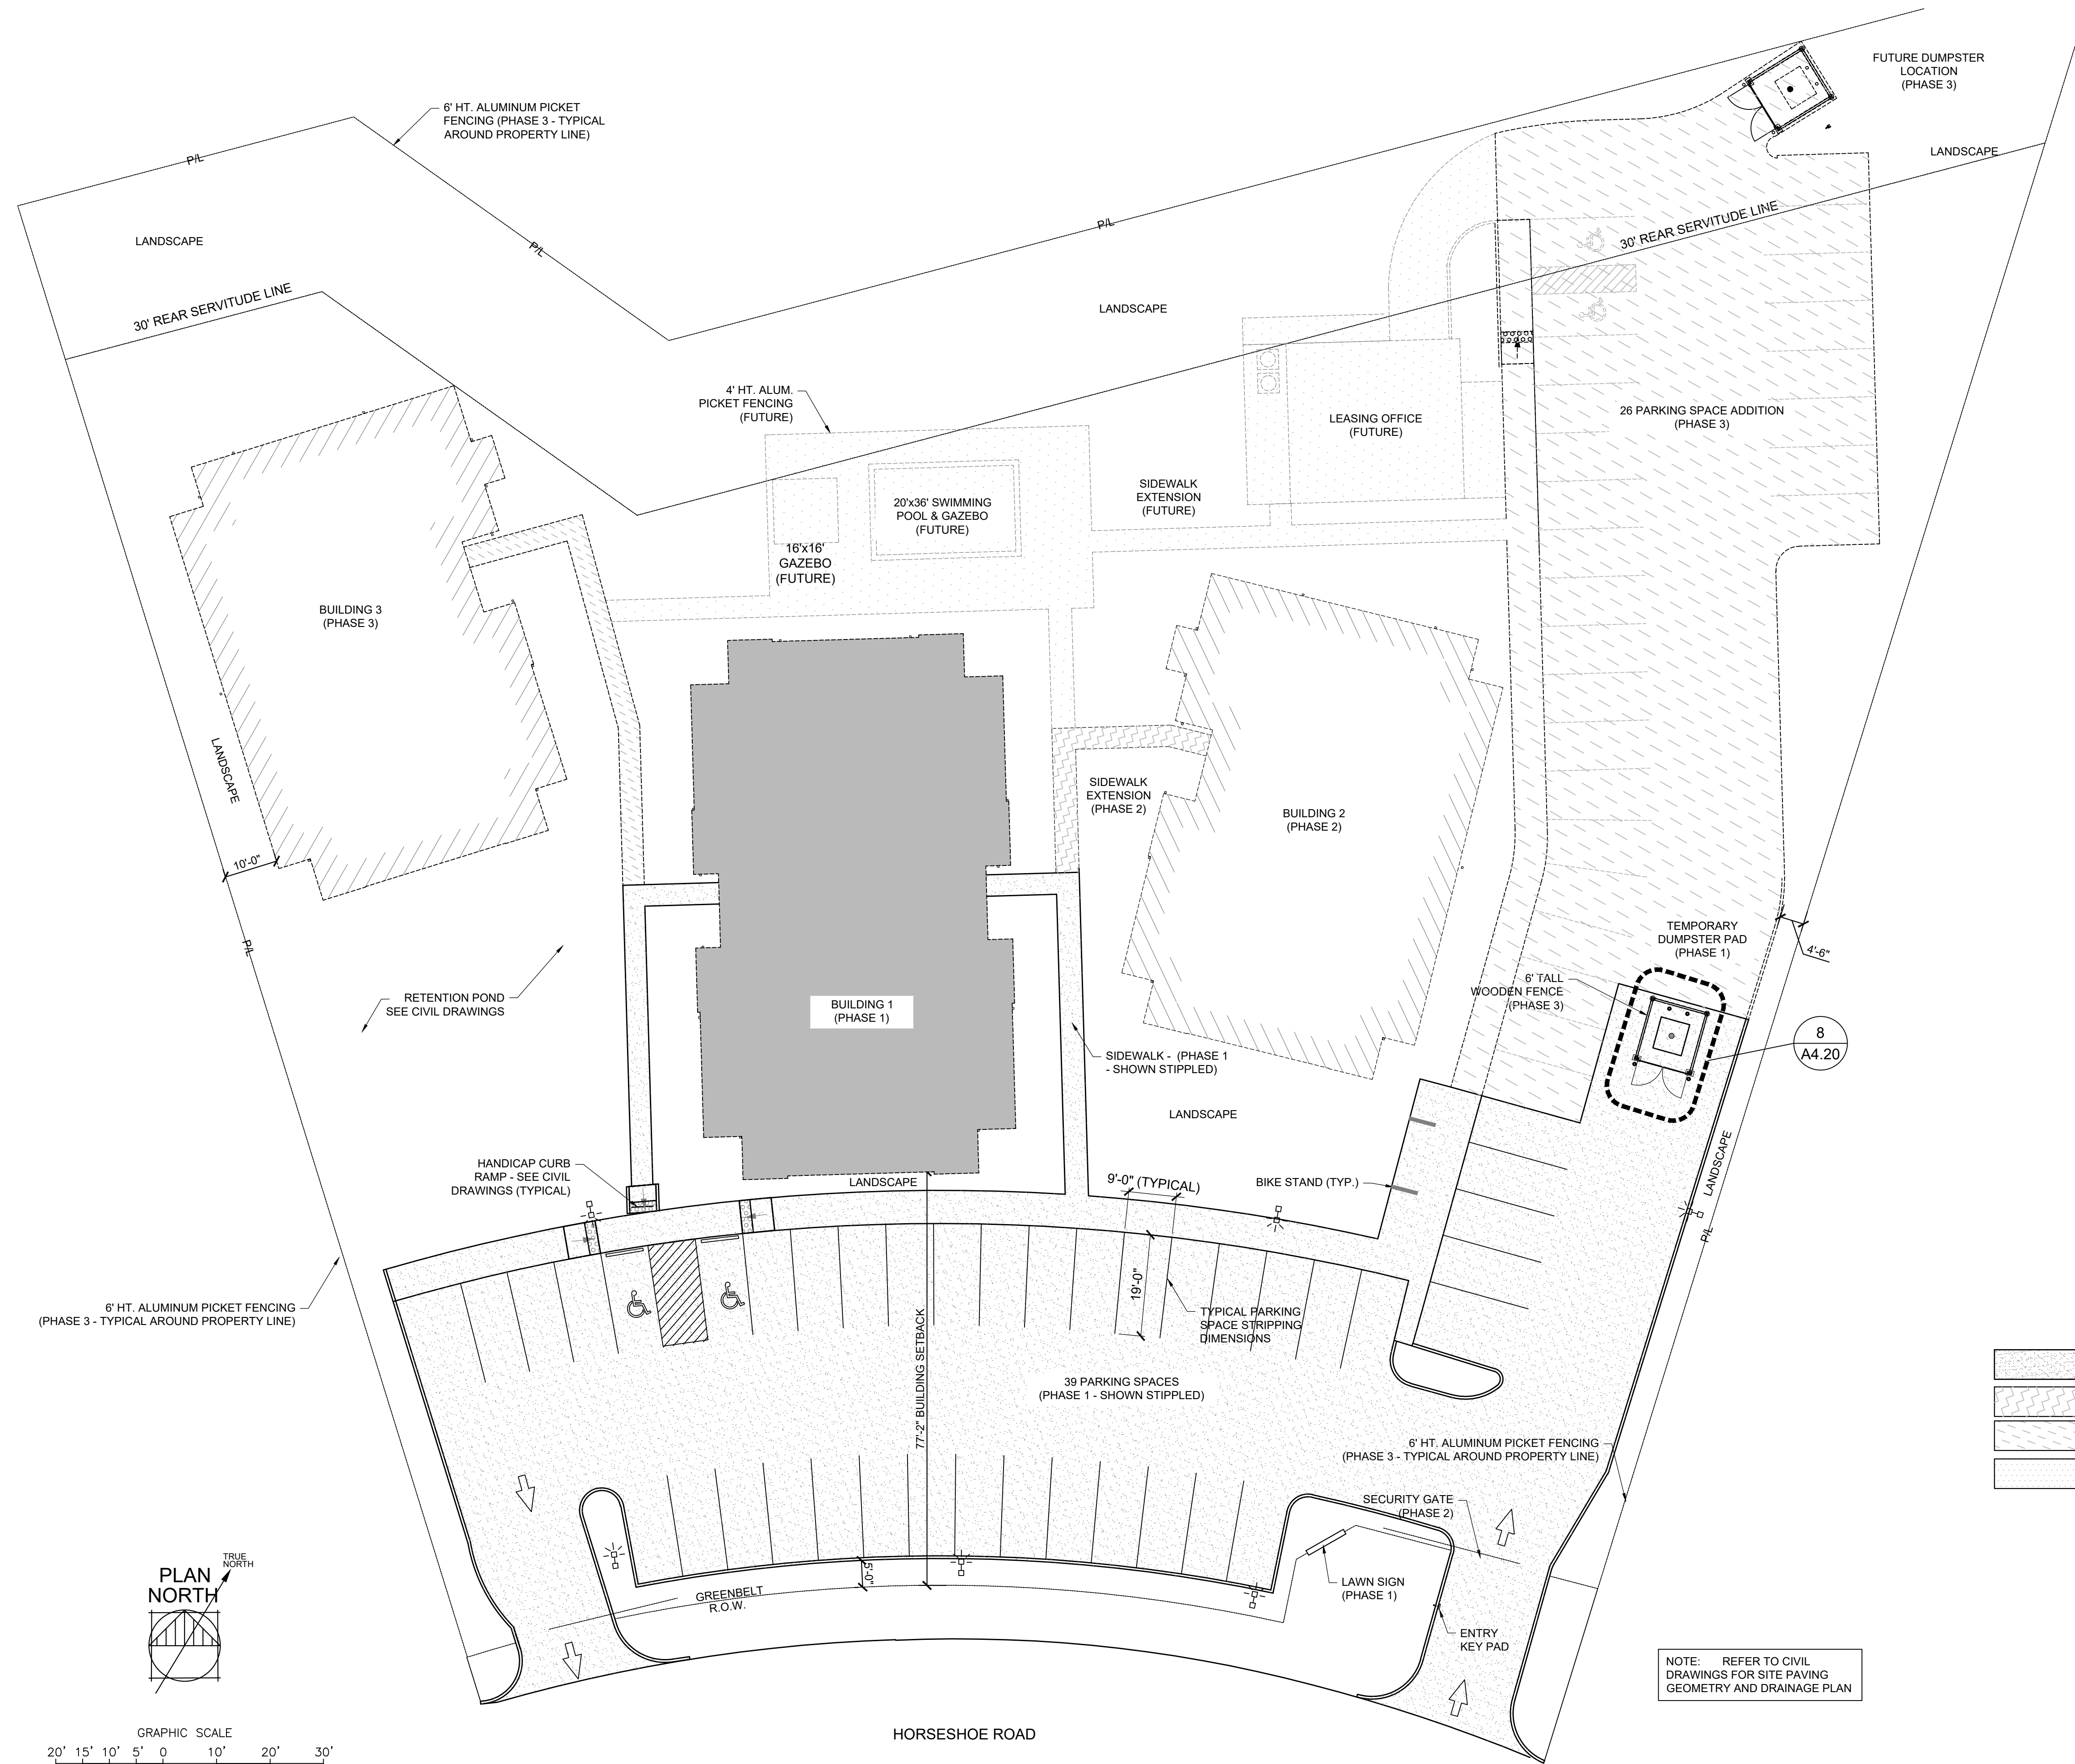 FUTURE DUMPSTER
LOCATION
(PHASE 3)
6' HT. ALUMINUM PICKET
FENCING (PHASE 3 - TYPICAL
AROUND PROPERTY LINE)
P/L
LANDSCAPE
LANDSCAPE
P/L
P/L
30' REAR SERVITUDE LINE
30' REAR SERVITUDE LINE
LANDSCAPE
4' HT. ALUM.
PICKET FENCING
(FUTURE)
LEASING OFFICE
(FUTURE)
26 PARKING SPACE ADDITION
(PHASE 3)
SIDEWALK
EXTENSION
(FUTURE)
20'x36' SWIMMING
POOL & GAZEBO
(FUTURE)
16'x16'
GAZEBO
(FUTURE)
BUILDING 3
(PHASE 3)
LANDSCAPE
SIDEWALK
EXTENSION
(PHASE 2)
BUILDING 2
(PHASE 2)
10'-0"
P/L
TEMPORARY
DUMPSTER PAD
(PHASE 1)
4'-6"
6' TALL
WOODEN FENCE
(PHASE 3)
RETENTION POND
SEE CIVIL DRAWINGS
BUILDING 1
(PHASE 1)
8
A4.20
SIDEWALK - (PHASE 1
- SHOWN STIPPLED)
LANDSCAPE
LANDSCAPE
HANDICAP CURB
RAMP - SEE CIVIL
DRAWINGS (TYPICAL)
LANDSCAPE
9'-0" (TYPICAL)
BIKE STAND (TYP.)
P/L
19'-0"
6' HT. ALUMINUM PICKET FENCING
(PHASE 3 - TYPICAL AROUND PROPERTY LINE)
TYPICAL PARKING
SPACE STRIPPING
DIMENSIONS
77'-2" BUILDING SETBACK
39 PARKING SPACES
(PHASE 1 - SHOWN STIPPLED)
6' HT. ALUMINUM PICKET FENCING
(PHASE 3 - TYPICAL AROUND PROPERTY LINE)
SECURITY GATE
(PHASE 2)
5'-0"
GREENBELT
R.O.W.
LAWN SIGN
(PHASE 1)
ENTRY
KEY PAD
TRUE
NORTH
PLAN
NORTH
NOTE: REFER TO CIVIL
DRAWINGS FOR SITE PAVING
GEOMETRY AND DRAINAGE PLAN
HORSESHOE ROAD
GRAPHIC SCALE
20' 15' 10' 5' 0 10' 20' 30'